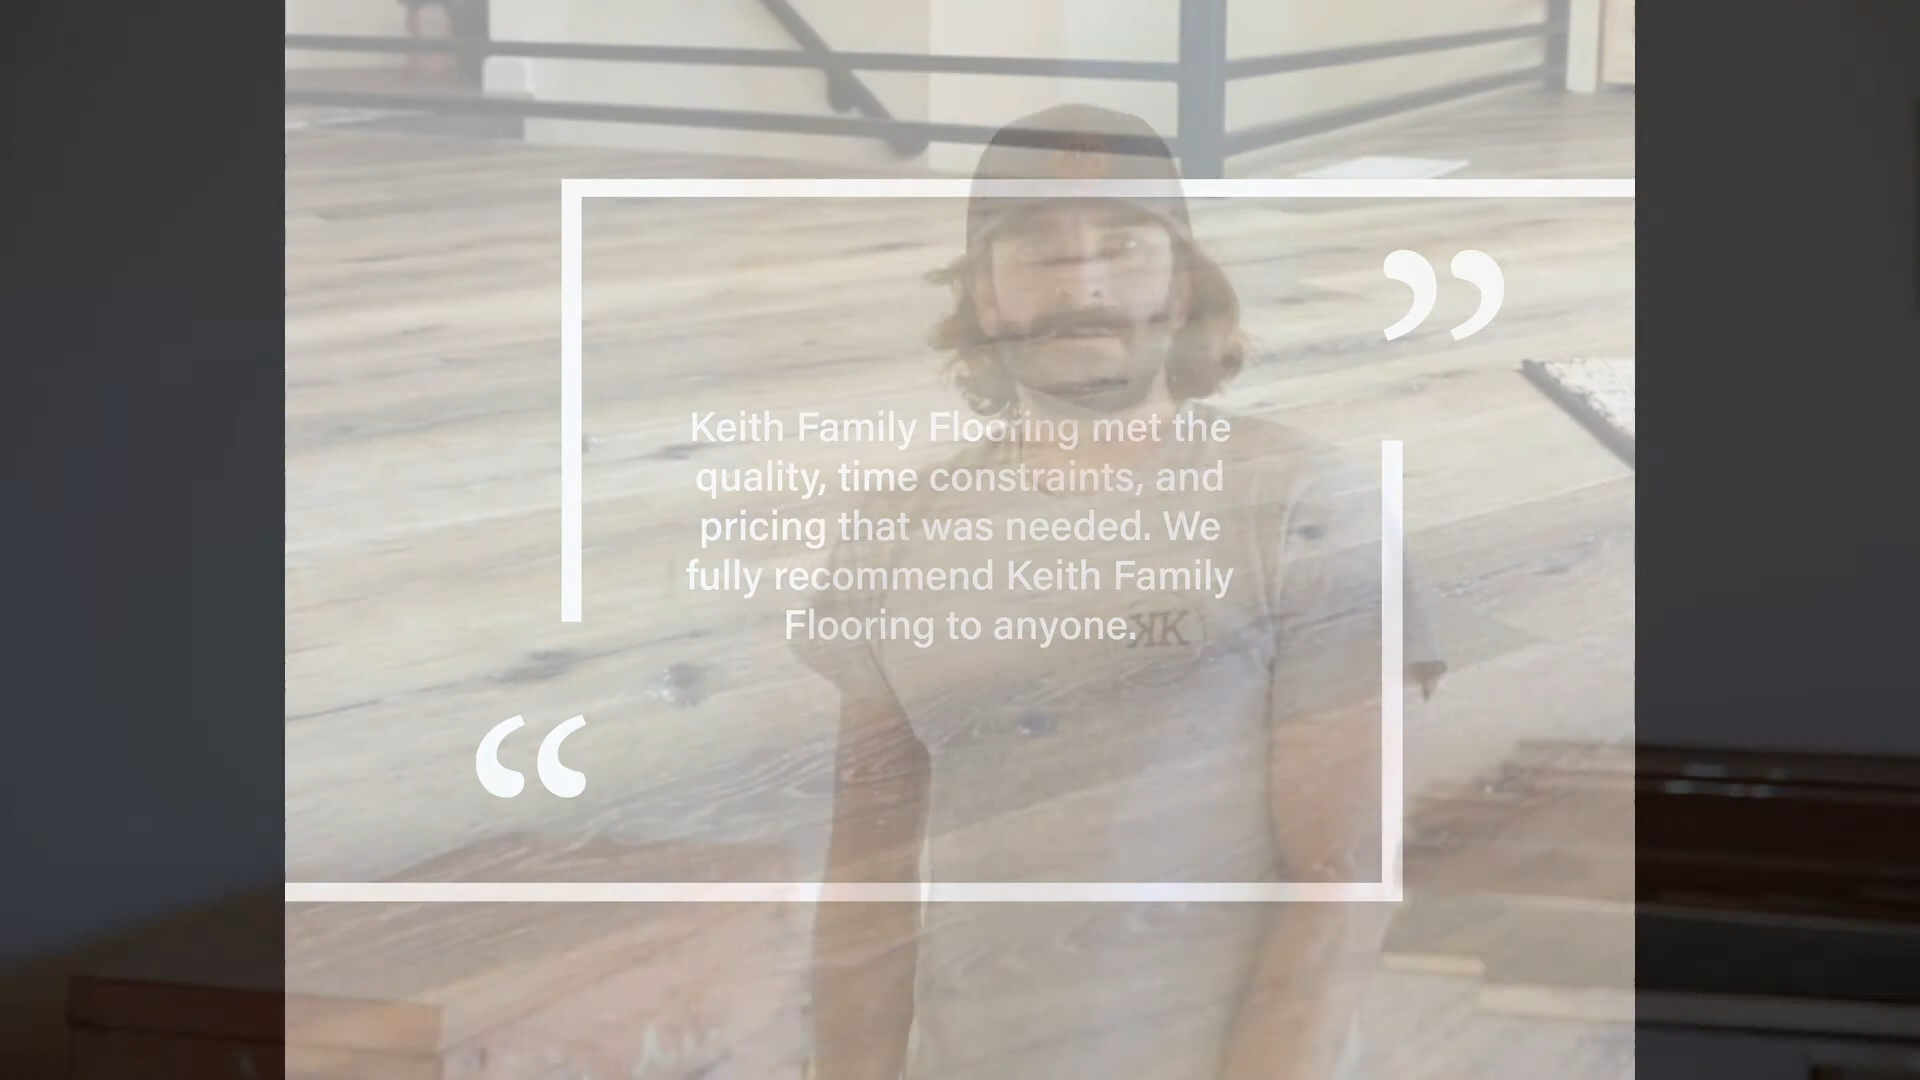 Keith Family Flooring met the
quality, time constraints, and
pricing that was needed. We
fully recommend Keith Family
Flooring to anyone.
KK